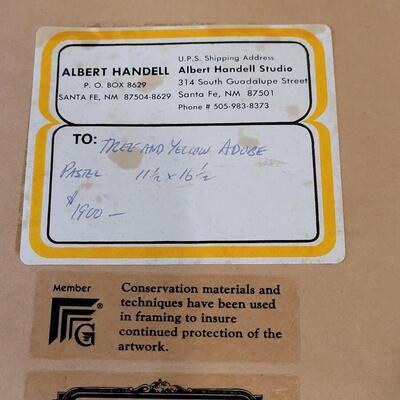 ALBERT HANDELL
P. O. BOX 8629
SANTA FE, NM 87504-8629
U.P.S. Shipping Address
Albert Handell Studio
314 South Guadalupe Street
Santa Fe, NM 87501
Phone # 505-983-8373
TO: TREE AND YELLOW ADOBE
PASTEL 11½ x 16½
$1900 —
Member
G
Conservation materials and
techniques have been used
in framing to insure
continued protection of the
artwork.